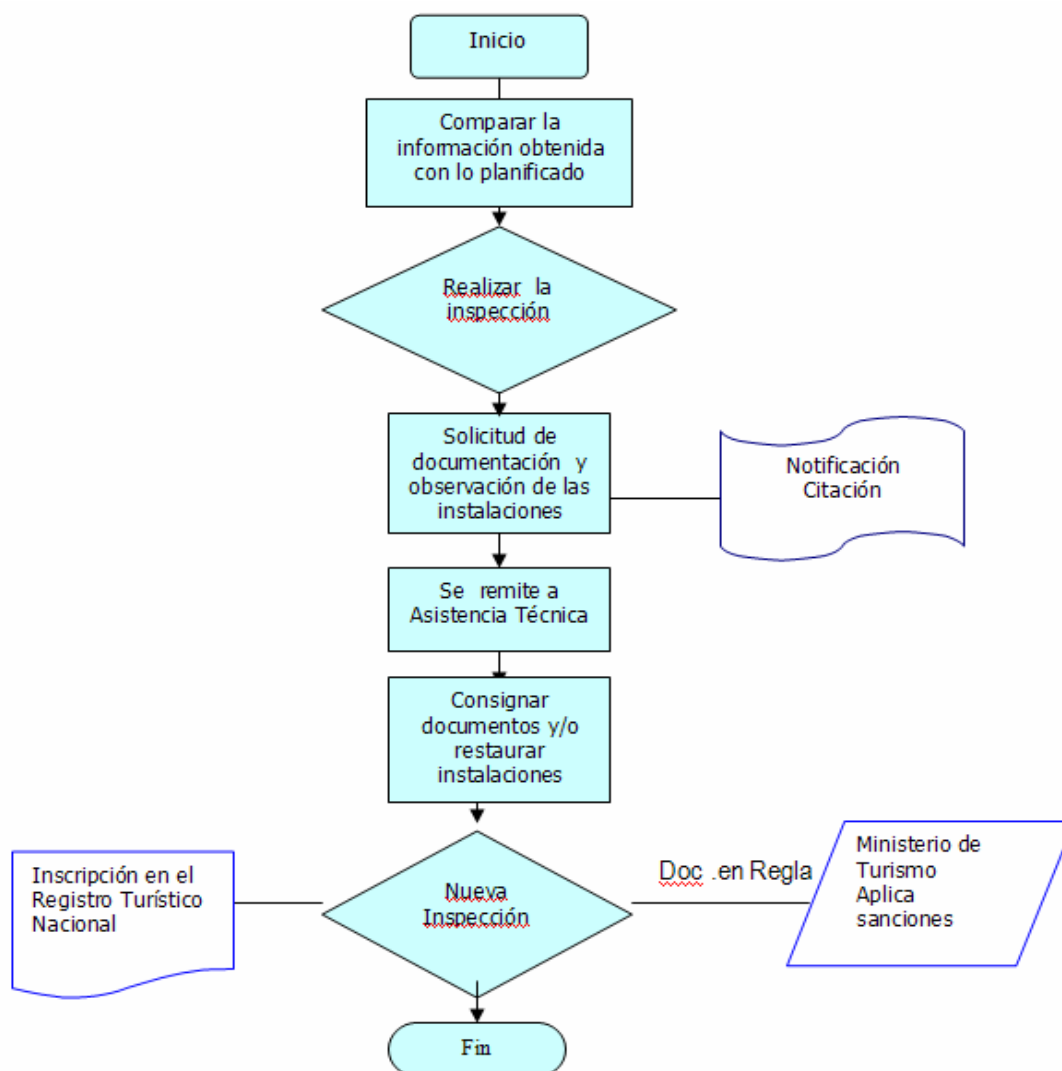 Inicio
Comparar la
información obtenida
con lo planificado
Realizar la
inspección
Solicitud de
documentación y
observación de las
instalaciones
Notificación
Citación
Se remite a
Asistencia Técnica
Consignar
documentos y/o
restaurar
instalaciones
Inscripción en el
Registro Turístico
Nacional
Nueva
Inspección
Doc .en Regla
Ministerio de
Turismo
Aplica
sanciones
Fin